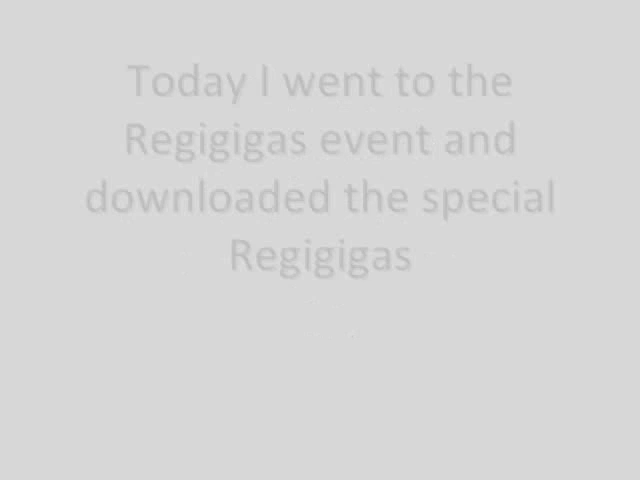 Today I went to the
Regigigas event and
downloaded the special
Regigigas